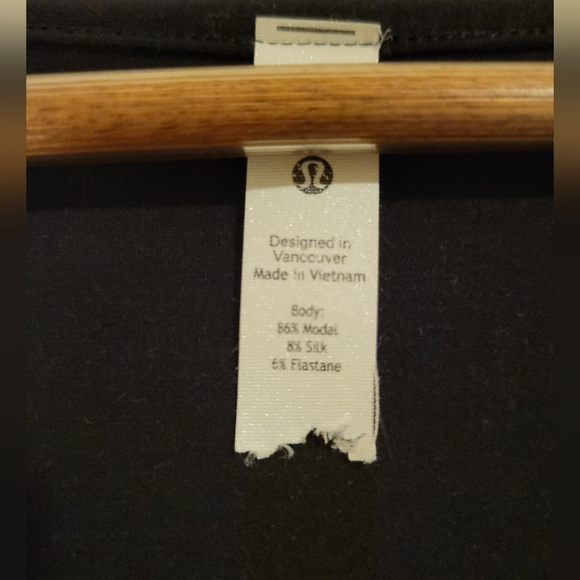 Designed in
Vancouver
Made in Vietnam
Body:
86% Modal
8% Silk
6% Elastane